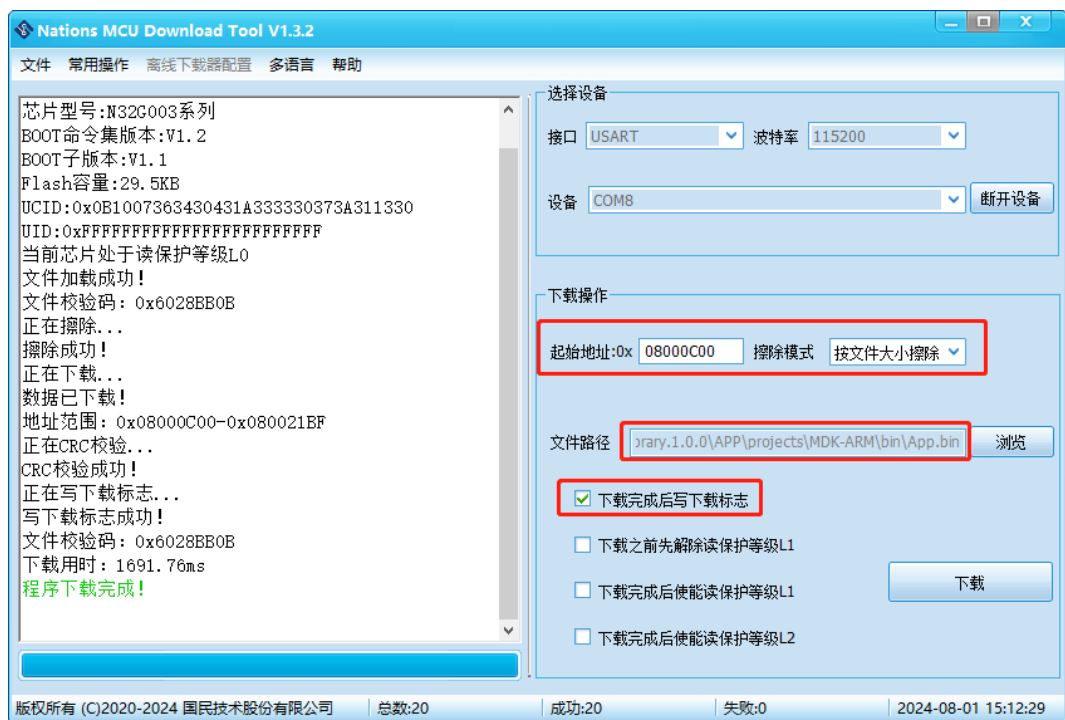 Nations MCU Download Tool V1.3.2
文件 常用操作 离线下载器配置 多语言 帮助
芯片型号:N32G003系列
BOOT命令集版本:V1.2
BOOT子版本:V1.1
Flash容量:29.5KB
UCID:0x0B1007363430431A333330373A311330
UID:0xFFFFFFFFFFFFFFFFFFFFFFFF
当前芯片处于读保护等级L0
文件加载成功!
文件校验码: 0x6028BB0B
正在擦除...
擦除成功!
正在下载...
数据已下载!
地址范围: 0x08000C00-0x080021BF
正在CRC校验...
CRC校验成功!
正在写下载标志...
写下载标志成功!
文件校验码: 0x6028BB0B
下载用时: 1691.76ms
程序下载完成!
选择设备
接口 USART 波特率 115200
设备 COM8 断开设备
下载操作
起始地址:0x 08000C00 擦除模式 按文件大小擦除
文件路径 rary.1.0.0\APP\projects\MDK-ARM\bin\App.bin 浏览
下载完成后写下载标志
下载之前先解除读保护等级L1
下载完成后使能读保护等级L1
下载
下载完成后使能读保护等级L2
版权所有 (C)2020-2024 国民技术股份有限公司 总数:20 成功:20 失败:0 2024-08-01 15:12:29